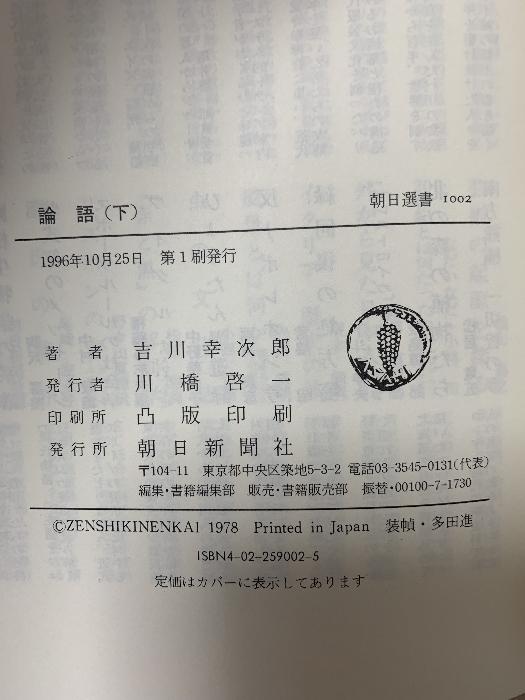 論語(下)
朝日選書 1002
1996年10月25日 第1刷発行
著者 吉川幸次郎
発行者 川橋啓一
印刷所 凸版印刷
発行所 朝日新聞社
〒104-11 東京都中央区築地5-3-2 電話03-3545-0131(代表)
編集・書籍編集部 販売・書籍販売部 振替・00100-7-1730
©ZENSHIKINENKAI 1978 Printed in Japan 装幀・多田進
ISBN4-02-259002-5
定価はカバーに表示してあります